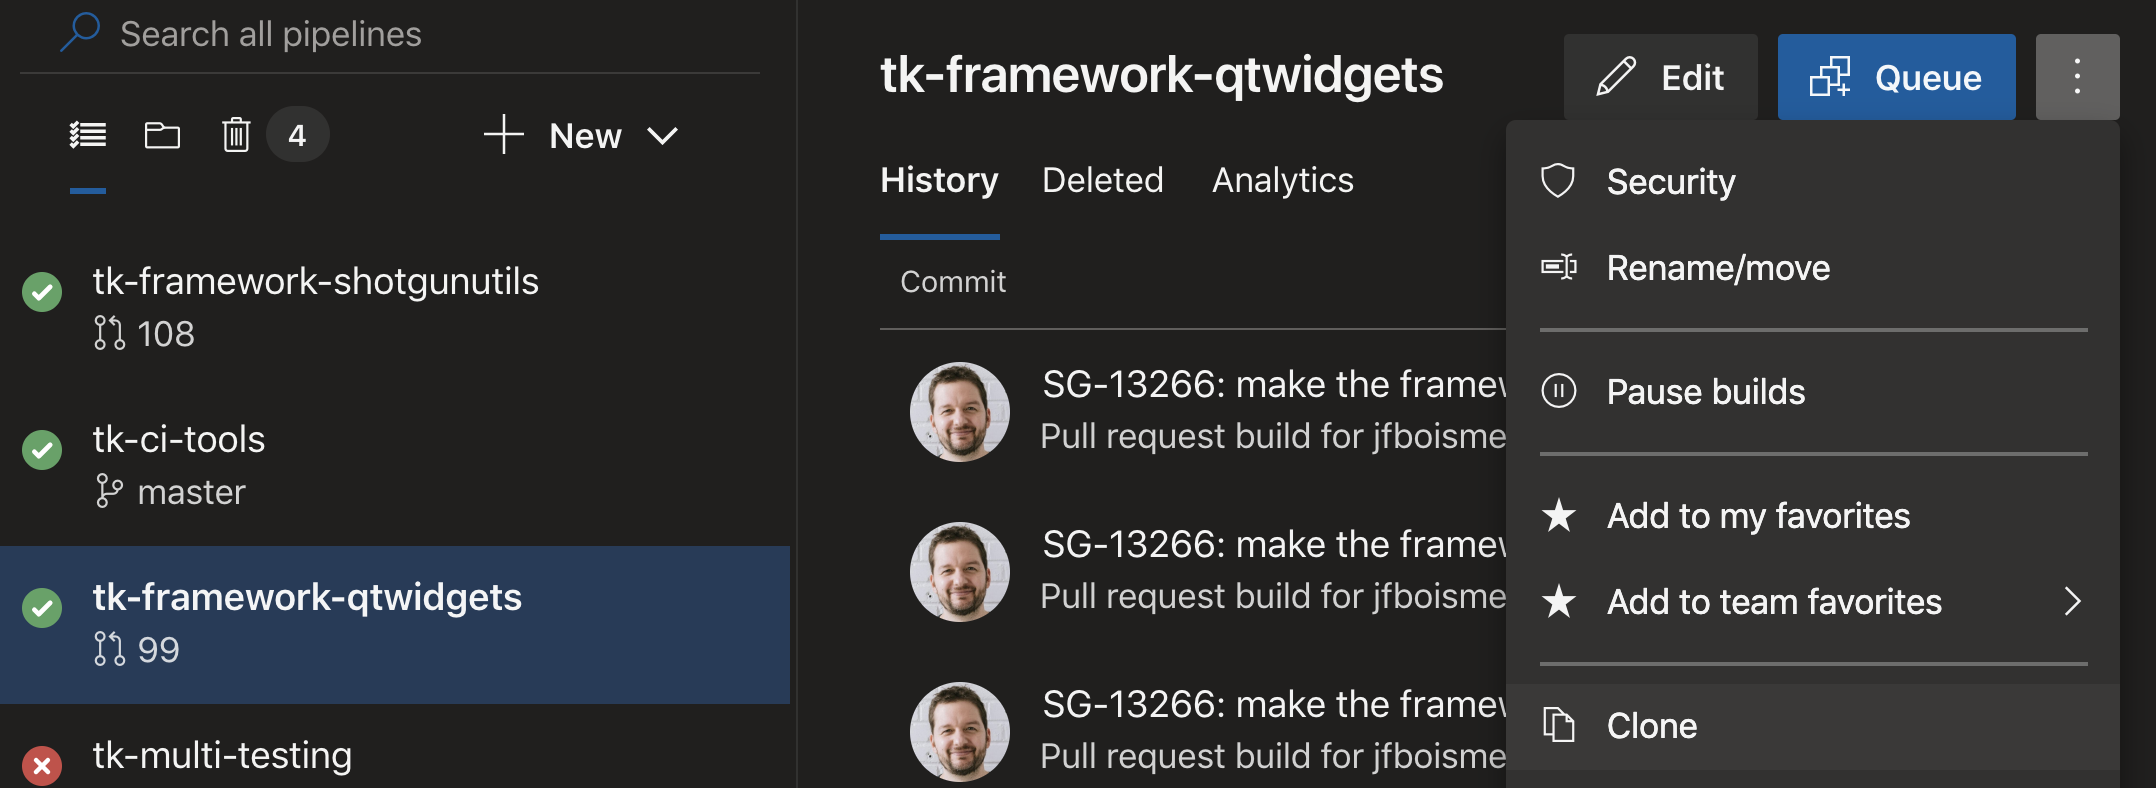 Search all pipelines
4
New
tk-framework-shotgunutils
108
tk-ci-tools
master
tk-framework-qtwidgets
99
tk-multi-testing
tk-framework-qtwidgets
Edit
Queue
History Deleted Analytics
Commit
SG-13266: make the framew
Pull request build for jfboisme
SG-13266: make the framew
Pull request build for jfboisme
SG-13266: make the framew
Pull request build for jfboisme
Security
Rename/move
Pause builds
Add to my favorites
Add to team favorites
Clone